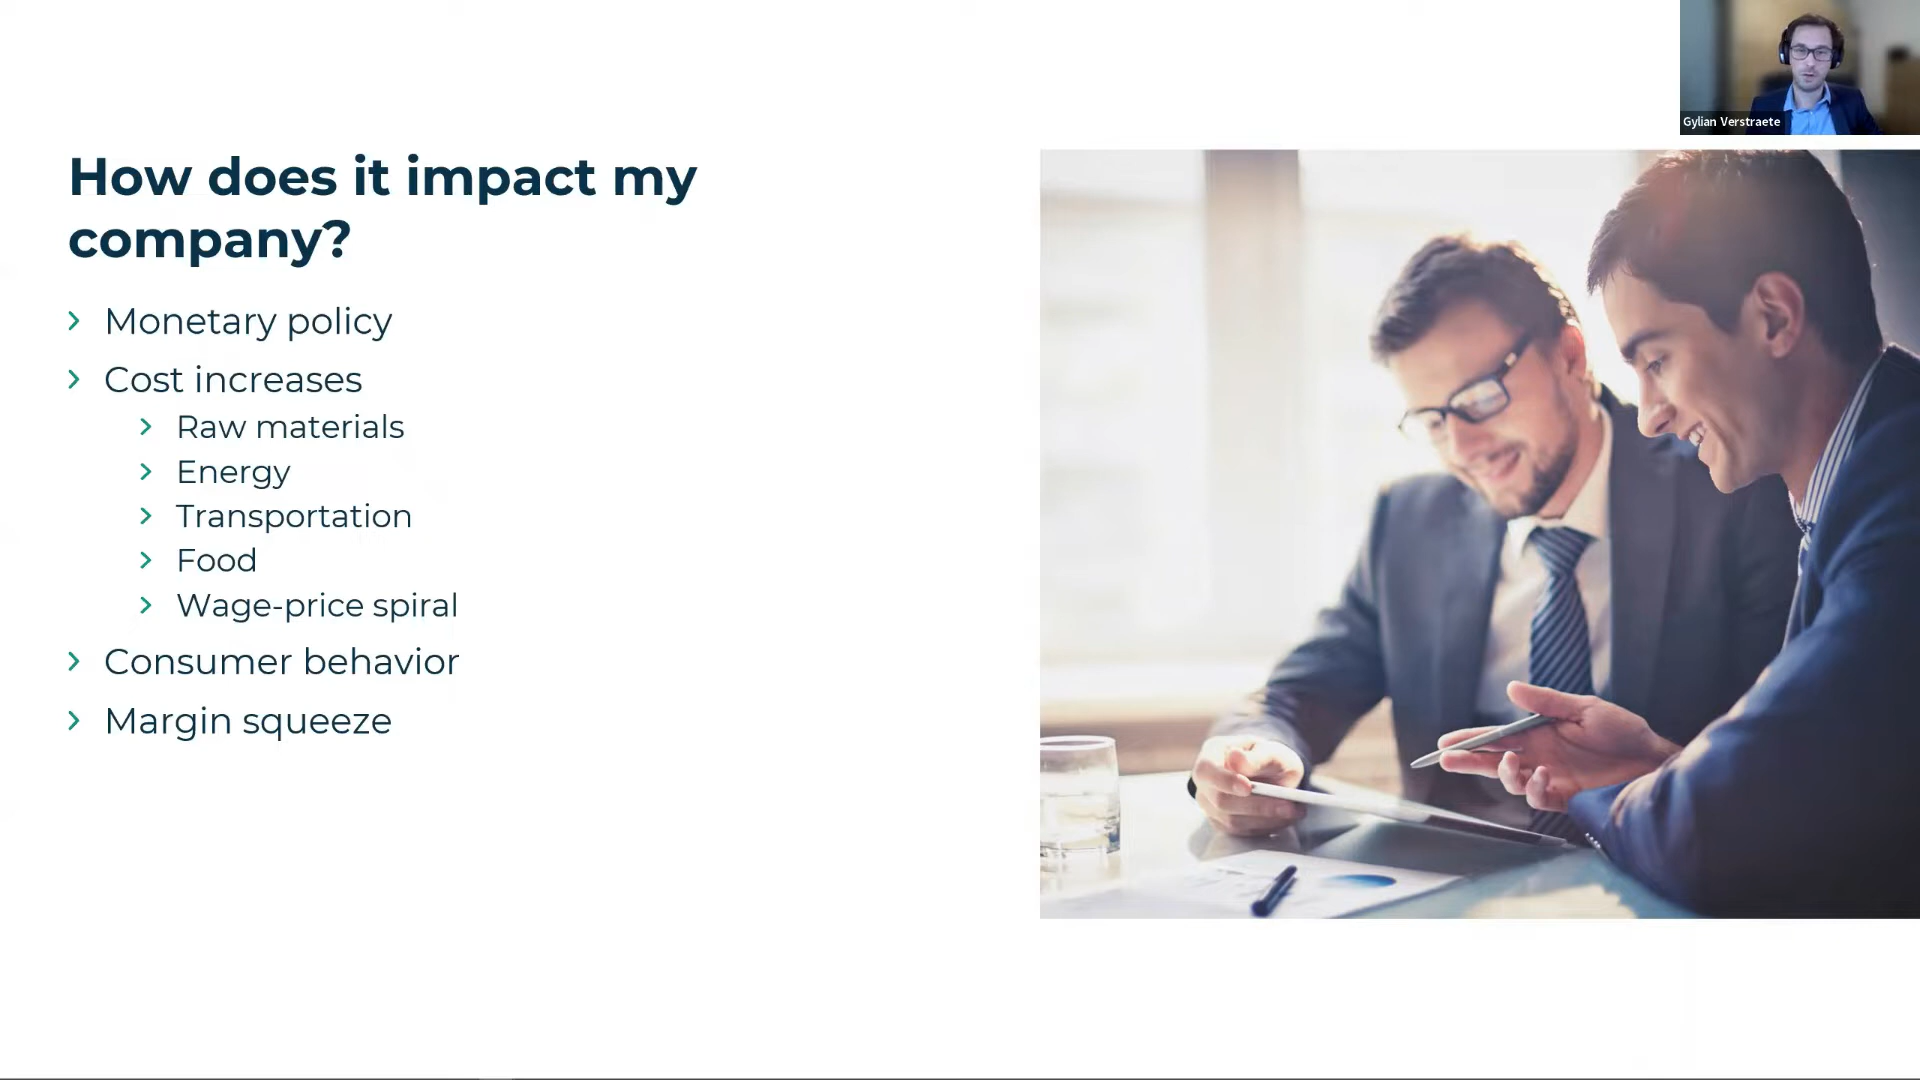 Gylian Verstraete
How does it impact my
company?
Monetary policy
Cost increases
Raw materials
Energy
Transportation
Food
Wage-price spiral
Consumer behavior
Margin squeeze